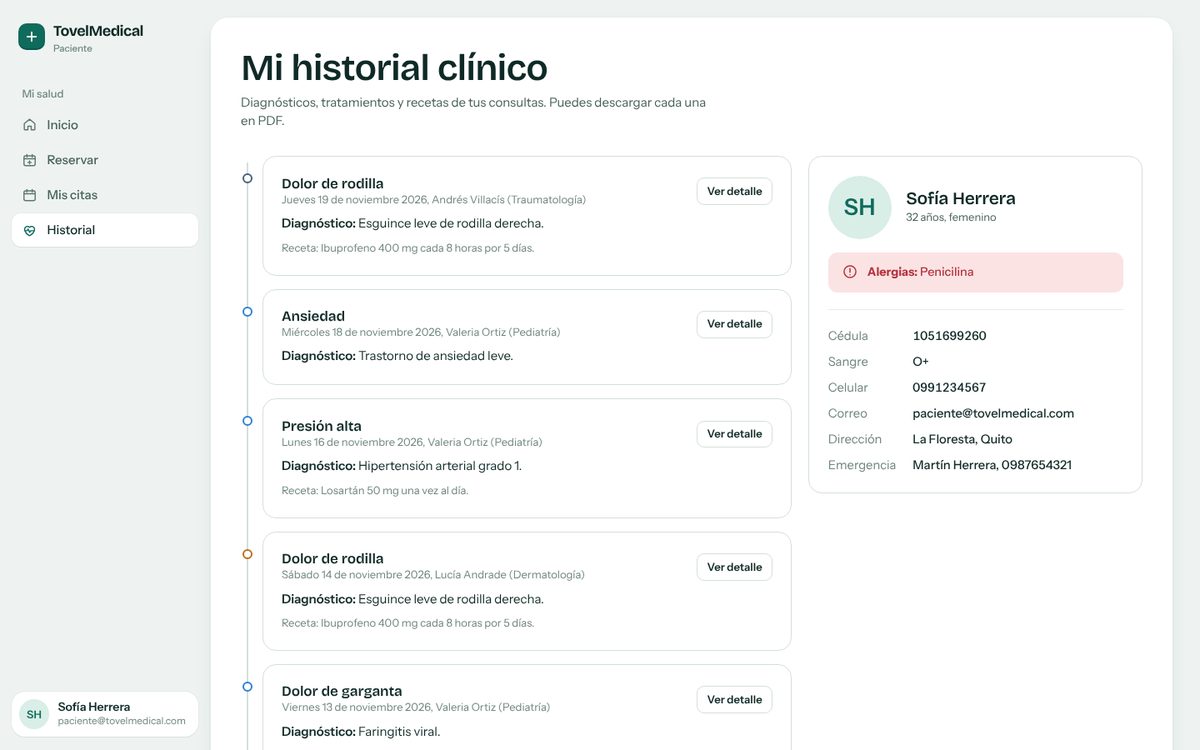 TovelMedical
Paciente
Mi salud
Inicio
Reservar
Mis citas
Historial
SH
Sofía Herrera
paciente@tovelmedical.com
Mi historial clínico
Diagnósticos, tratamientos y recetas de tus consultas. Puedes descargar cada una
en PDF.
Dolor de rodilla
Jueves 19 de noviembre 2026, Andrés Villacís (Traumatología)
Ver detalle
Diagnóstico: Esguince leve de rodilla derecha.
Receta: Ibuprofeno 400 mg cada 8 horas por 5 días.
Ansiedad
Miércoles 18 de noviembre 2026, Valeria Ortiz (Pediatría)
Ver detalle
Diagnóstico: Trastorno de ansiedad leve.
Presión alta
Lunes 16 de noviembre 2026, Valeria Ortiz (Pediatría)
Ver detalle
Diagnóstico: Hipertensión arterial grado 1.
Receta: Losartán 50 mg una vez al día.
Dolor de rodilla
Sábado 14 de noviembre 2026, Lucía Andrade (Dermatología)
Ver detalle
Diagnóstico: Esguince leve de rodilla derecha.
Receta: Ibuprofeno 400 mg cada 8 horas por 5 días.
Dolor de garganta
Viernes 13 de noviembre 2026, Valeria Ortiz (Pediatría)
Ver detalle
Diagnóstico: Faringitis viral.
SH
Sofía Herrera
32 años, femenino
Alergias: Penicilina
Cédula 1051699260
Sangre O+
Celular 0991234567
Correo paciente@tovelmedical.com
Dirección La Floresta, Quito
Emergencia Martín Herrera, 0987654321